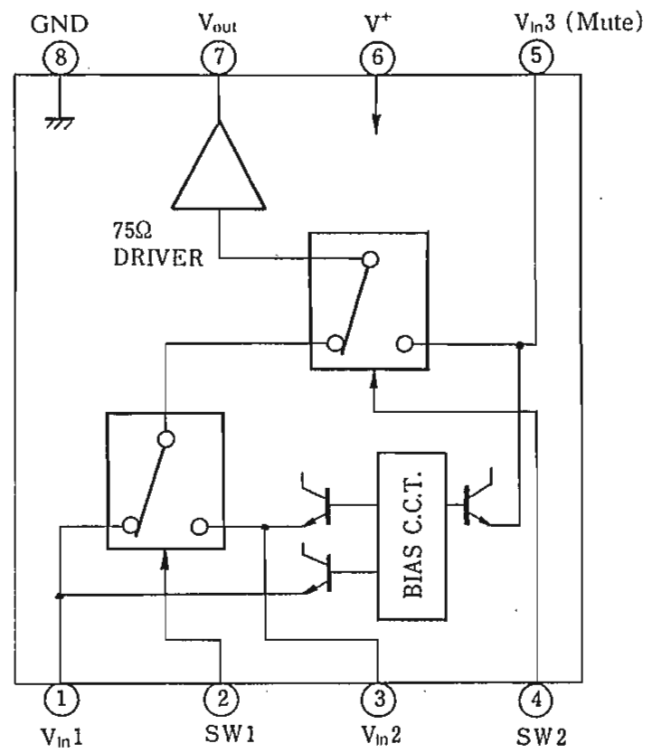 GND Vout V+ VIn3 (Mute)
8 7 6 5
75Ω
DRIVER
BIAS C.C.T.
1 2 3 4
VIn1 SW1 VIn2 SW2